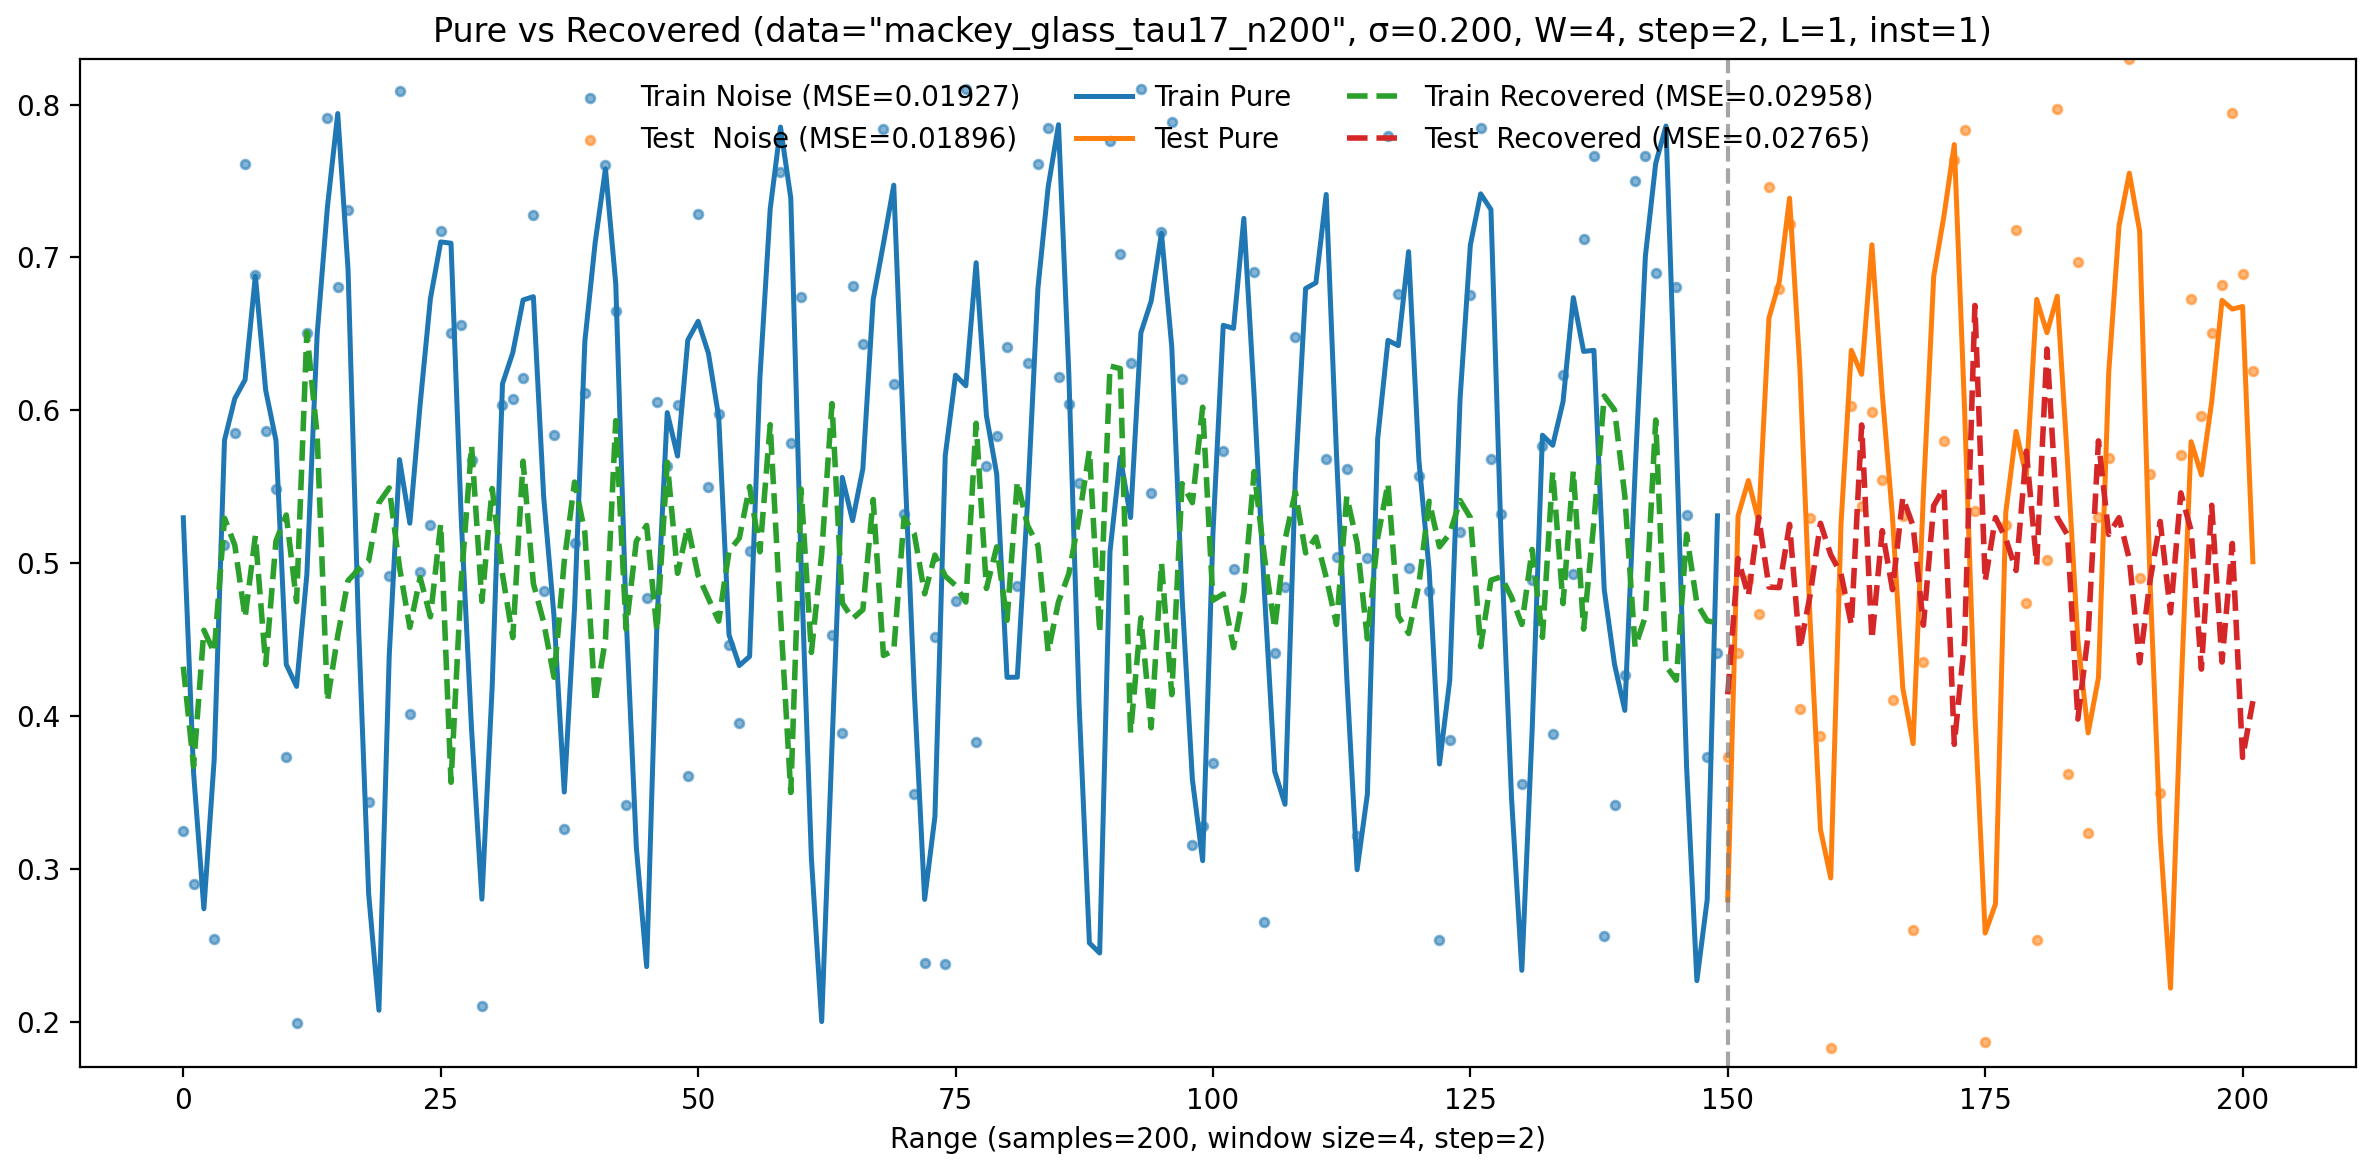 Pure vs Recovered (data="mackey_glass_tau17_n200", σ=0.200, W=4, step=2, L=1, inst=1)
Train Noise (MSE=0.01927)
Test  Noise (MSE=0.01896)
Train Pure
Test Pure
Train Recovered (MSE=0.02958)
Test  Recovered (MSE=0.02765)
0.8
0.7
0.6
0.5
0.4
0.3
0.2
0 25 50 75 100 125 150 175 200
Range (samples=200, window size=4, step=2)